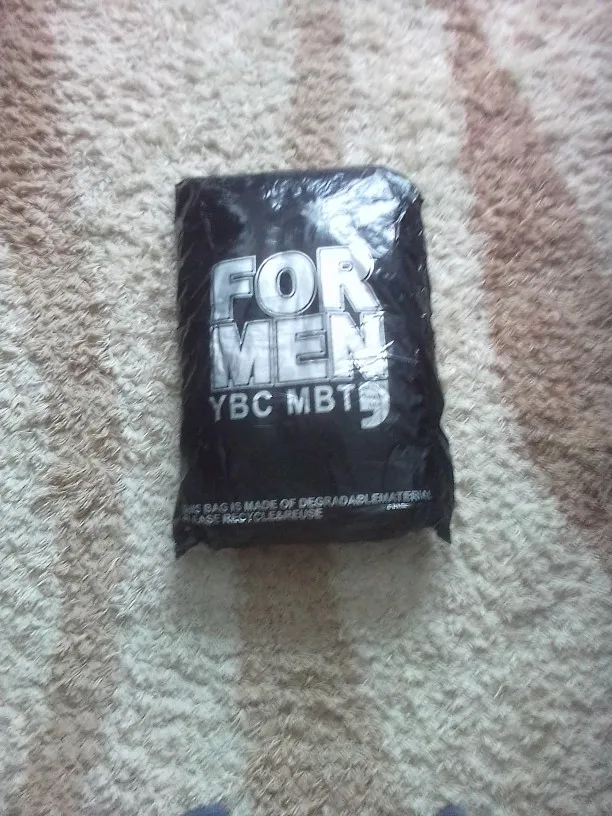 FOR
MEN
YBC MBT
BAG IS MADE OF DEGRADABLEMATERIAL
RECYCLE&REUSE